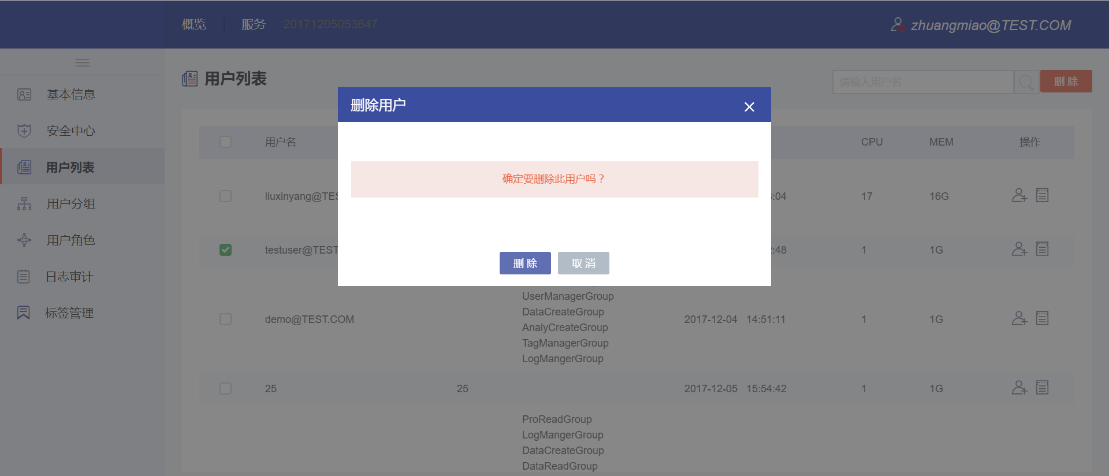 概览 服务 20171205053647 zhuangmiao@TEST.COM
基本信息
安全中心
用户列表
用户分组
用户角色
日志审计
标签管理
用户列表 请输入用户名 删 除
用户名 CPU MEM 操作
liuxinyang@TES :04 17 16G
testuser@TEST :48 1 1G
删除用户
确定要删除此用户吗？
删 除 取 消
UserManagerGroup
DataCreateGroup
demo@TEST.COM AnalyCreateGroup 2017-12-04 14:51:11 1 1G
TagManagerGroup
LogMangerGroup
25 25 2017-12-05 15:54:42 1 1G
ProReadGroup
LogMangerGroup
DataCreateGroup
DataReadGroup